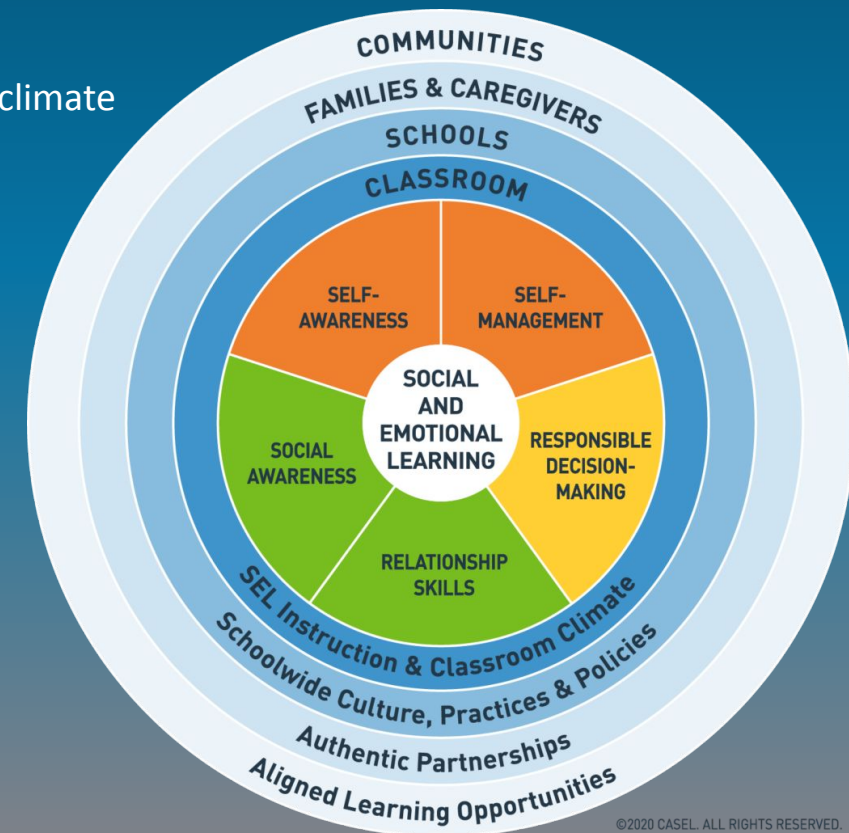 climate
COMMUNITIES
FAMILIES & CAREGIVERS
SCHOOLS
CLASSROOM
SELF-
AWARENESS
SELF-
MANAGEMENT
SOCIAL
AND
EMOTIONAL
LEARNING
SOCIAL
AWARENESS
RESPONSIBLE
DECISION-
MAKING
RELATIONSHIP
SKILLS
SEL Instruction & Classroom Climate
Schoolwide Culture, Practices & Policies
Authentic Partnerships
Aligned Learning Opportunities
©2020 CASEL. ALL RIGHTS RESERVED.